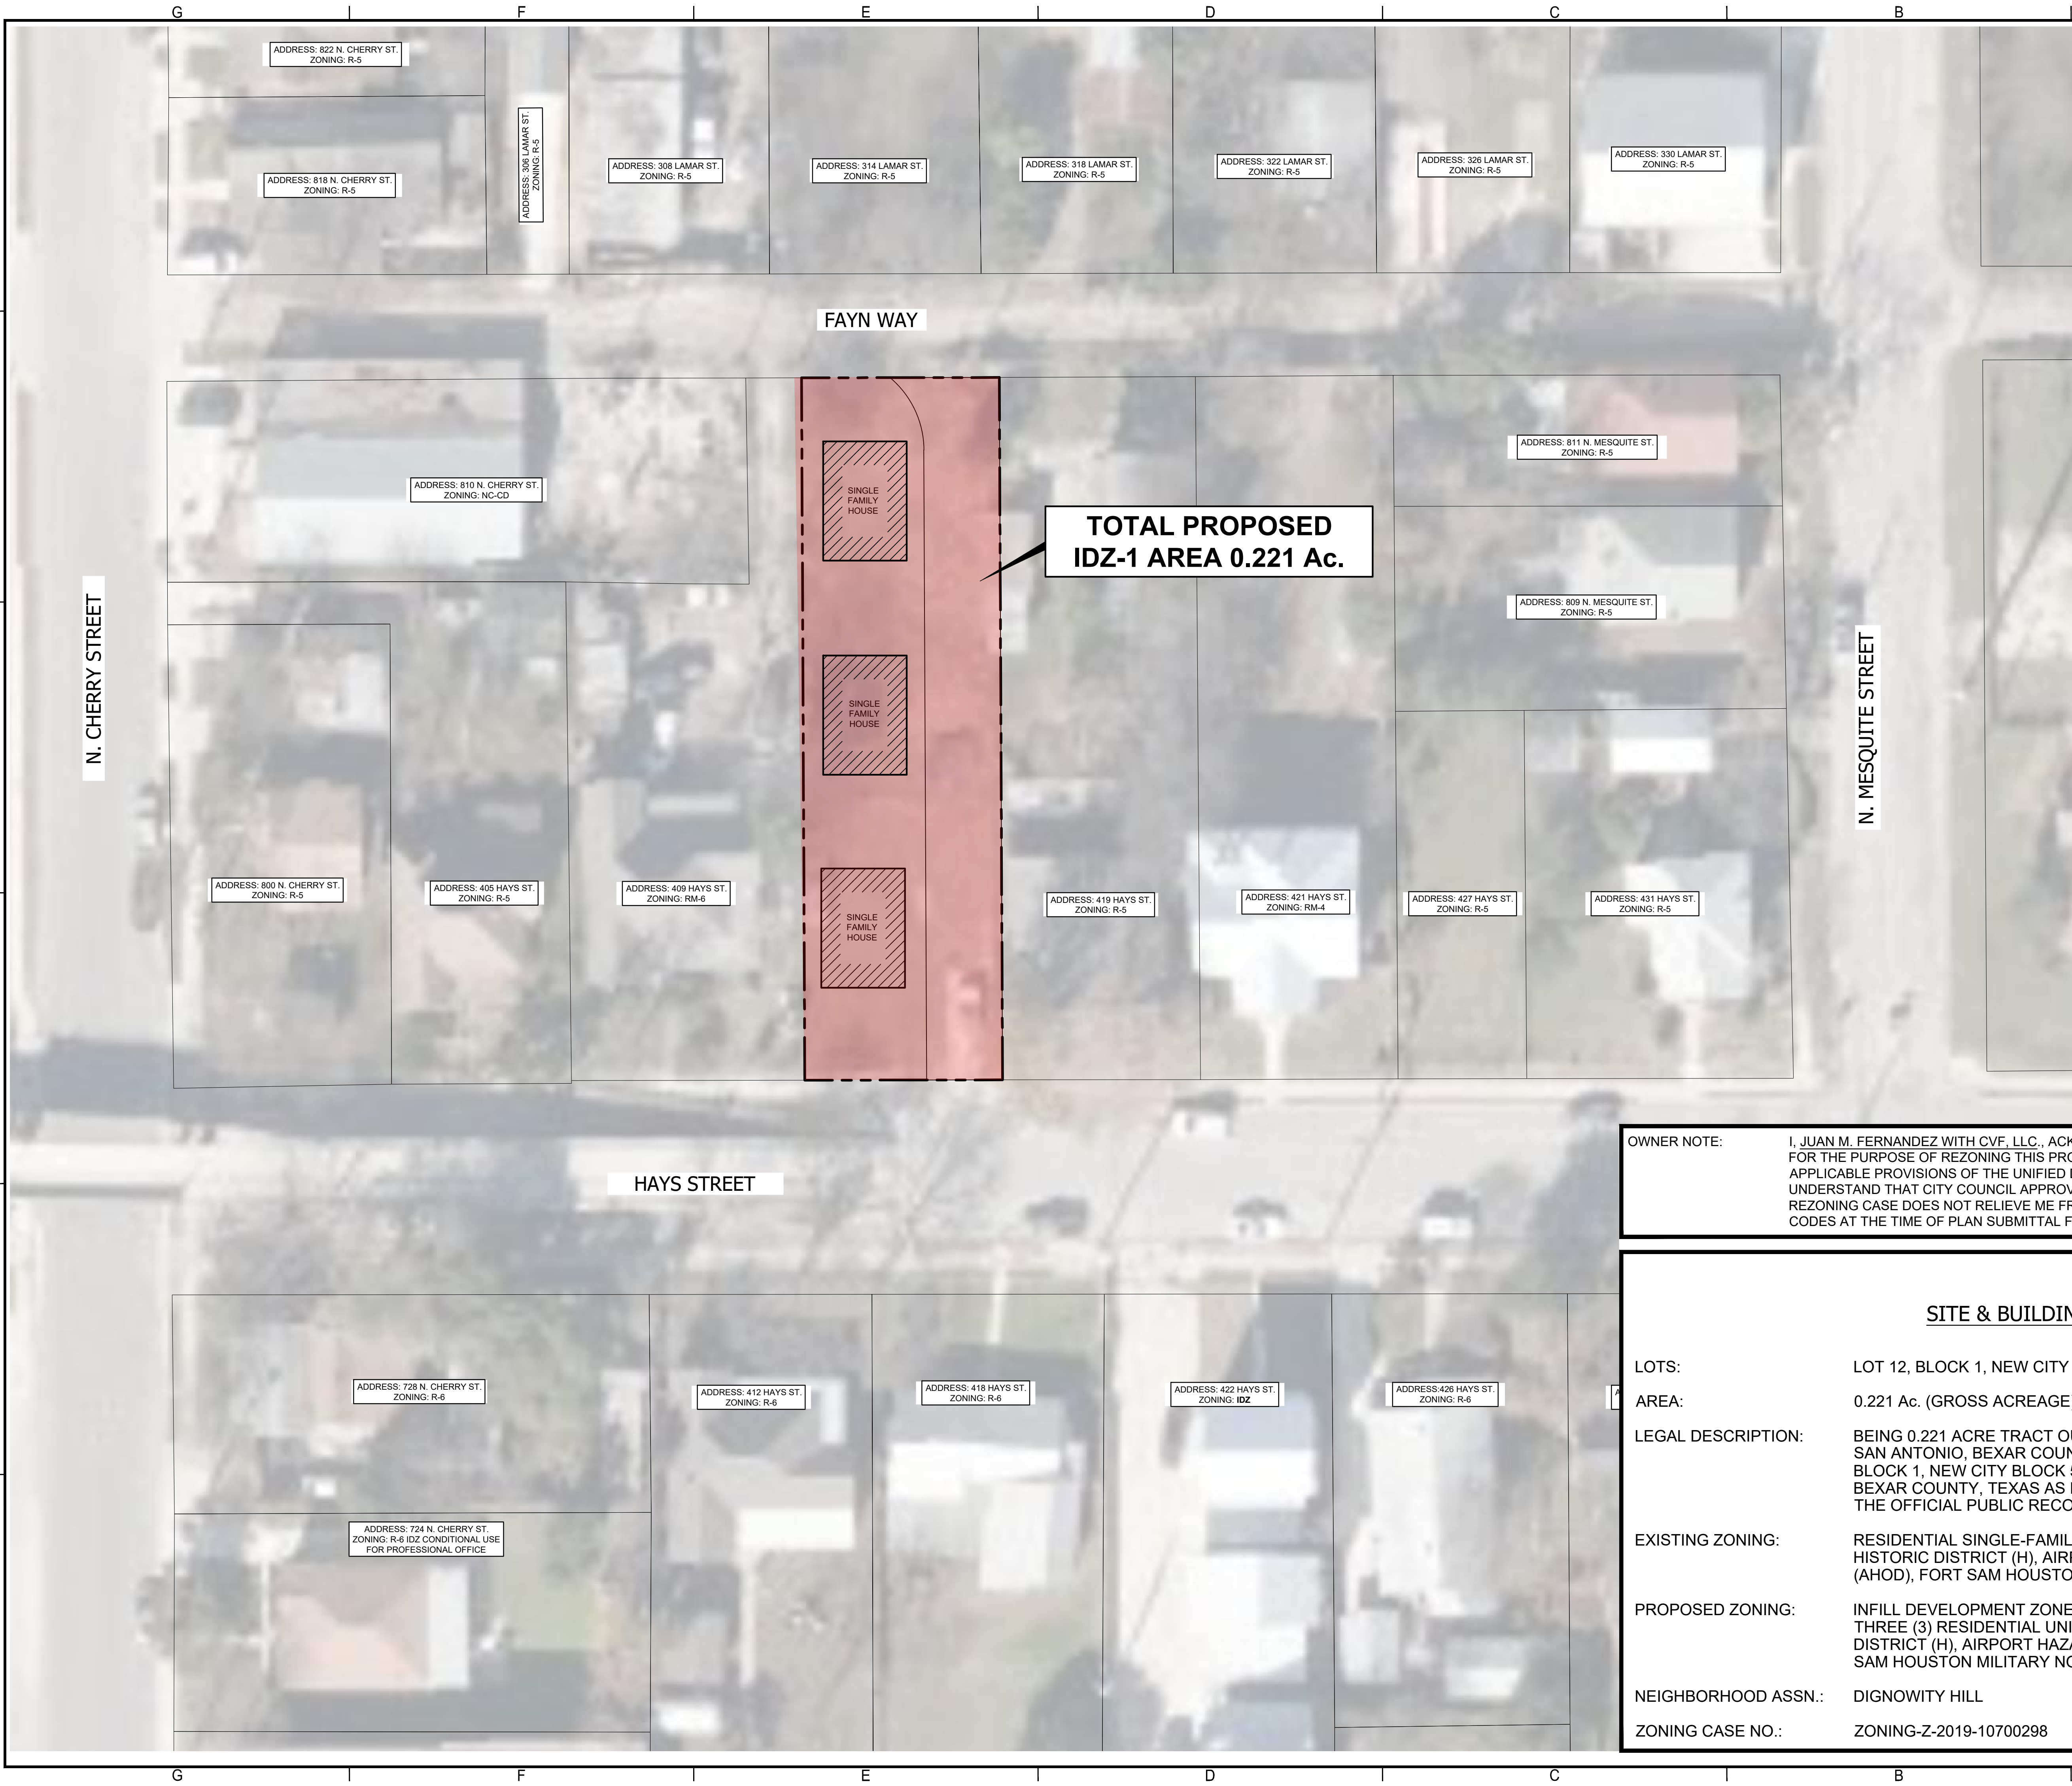 G F E D C B
ADDRESS: 822 N. CHERRY ST.
ZONING: R-5
ADDRESS: 818 N. CHERRY ST.
ZONING: R-5
ADDRESS: 306 LAMAR ST.
ZONING: R-5
ADDRESS: 308 LAMAR ST.
ZONING: R-5
ADDRESS: 314 LAMAR ST.
ZONING: R-5
ADDRESS: 318 LAMAR ST.
ZONING: R-5
ADDRESS: 322 LAMAR ST.
ZONING: R-5
ADDRESS: 326 LAMAR ST.
ZONING: R-5
ADDRESS: 330 LAMAR ST.
ZONING: R-5
FAYN WAY
ADDRESS: 810 N. CHERRY ST.
ZONING: NC-CD
SINGLE
FAMILY
HOUSE
TOTAL PROPOSED
IDZ-1 AREA 0.221 Ac.
ADDRESS: 811 N. MESQUITE ST.
ZONING: R-5
ADDRESS: 809 N. MESQUITE ST.
ZONING: R-5
N. CHERRY STREET
SINGLE
FAMILY
HOUSE
N. MESQUITE STREET
ADDRESS: 800 N. CHERRY ST.
ZONING: R-5
ADDRESS: 405 HAYS ST.
ZONING: R-5
ADDRESS: 409 HAYS ST.
ZONING: RM-6
SINGLE
FAMILY
HOUSE
ADDRESS: 419 HAYS ST.
ZONING: R-5
ADDRESS: 421 HAYS ST.
ZONING: RM-4
ADDRESS: 427 HAYS ST.
ZONING: R-5
ADDRESS: 431 HAYS ST.
ZONING: R-5
HAYS STREET
OWNER NOTE: I, JUAN M. FERNANDEZ WITH CVF, LLC., ACK
FOR THE PURPOSE OF REZONING THIS PRO
APPLICABLE PROVISIONS OF THE UNIFIED
UNDERSTAND THAT CITY COUNCIL APPROV
REZONING CASE DOES NOT RELIEVE ME FR
CODES AT THE TIME OF PLAN SUBMITTAL F
ADDRESS: 728 N. CHERRY ST.
ZONING: R-6
ADDRESS: 412 HAYS ST.
ZONING: R-6
ADDRESS: 418 HAYS ST.
ZONING: R-6
ADDRESS: 422 HAYS ST.
ZONING: IDZ
ADDRESS:426 HAYS ST.
ZONING: R-6
ADDRESS: 724 N. CHERRY ST.
ZONING: R-6 IDZ CONDITIONAL USE
FOR PROFESSIONAL OFFICE
SITE & BUILDIN
LOTS: LOT 12, BLOCK 1, NEW CITY
AREA: 0.221 Ac. (GROSS ACREAGE
LEGAL DESCRIPTION: BEING 0.221 ACRE TRACT OU
SAN ANTONIO, BEXAR COUN
BLOCK 1, NEW CITY BLOCK
BEXAR COUNTY, TEXAS AS
THE OFFICIAL PUBLIC RECO
EXISTING ZONING: RESIDENTIAL SINGLE-FAMIL
HISTORIC DISTRICT (H), AIR
(AHOD), FORT SAM HOUSTO
PROPOSED ZONING: INFILL DEVELOPMENT ZONE
THREE (3) RESIDENTIAL UNI
DISTRICT (H), AIRPORT HAZA
SAM HOUSTON MILITARY NO
NEIGHBORHOOD ASSN.: DIGNOWITY HILL
ZONING CASE NO.: ZONING-Z-2019-10700298
G F E D C B